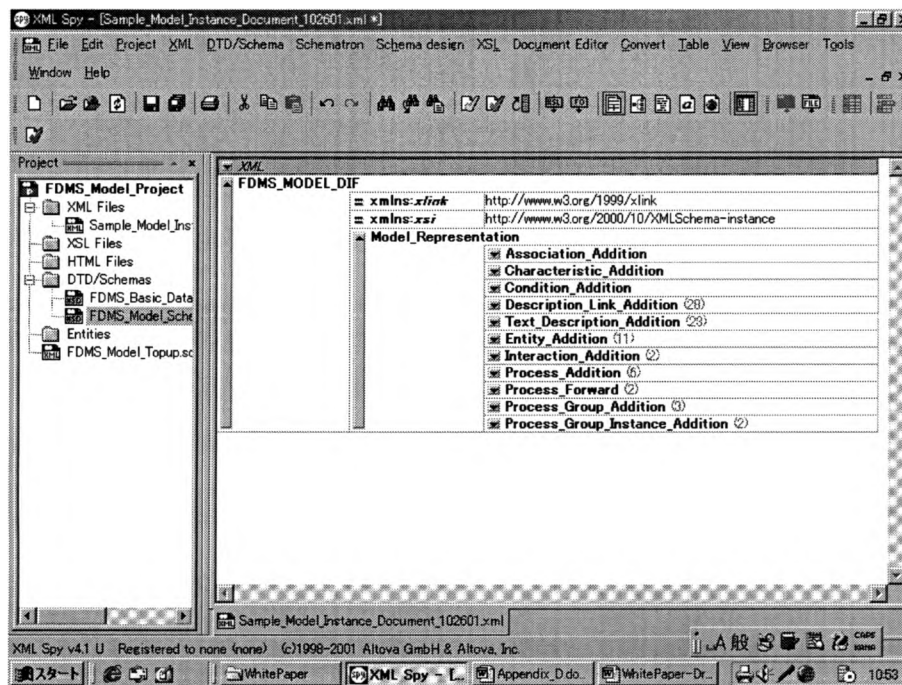 XML Spy - [Sample_Model_Instance_Document_102601.xml *]
File Edit Project XML DTD/Schema Schematron Schema design XSL Document Editor Convert Table View Browser Tools
Window Help
Project
FDMS_Model_Project
XML Files
Sample_Model_Ins
XSL Files
HTML Files
DTD/Schemas
FDMS_Basic_Data
FDMS_Model_Sche
Entities
FDMS_Model_Topup.sc
XML
FDMS_MODEL_DIF
= xmlns:xlink http://www.w3.org/1999/xlink
= xmlns:xsi http://www.w3.org/2000/10/XMLSchema-instance
Model_Representation
Association_Addition
Characteristic_Addition
Condition_Addition
Description_Link_Addition (28)
Text_Description_Addition (23)
Entity_Addition (11)
Interaction_Addition (2)
Process_Addition (6)
Process_Forward (2)
Process_Group_Addition (3)
Process_Group_Instance_Addition (2)
Sample_Model_Instance_Document_102601.xml
XML Spy v4.1 U Registered to none (none) (c)1998-2001 Altova GmbH & Altova, Inc.
A 般 CAPS KANA
スタート WhitePaper XML Spy - [... Appendix_D.do... WhitePaper-Dr... 10:53